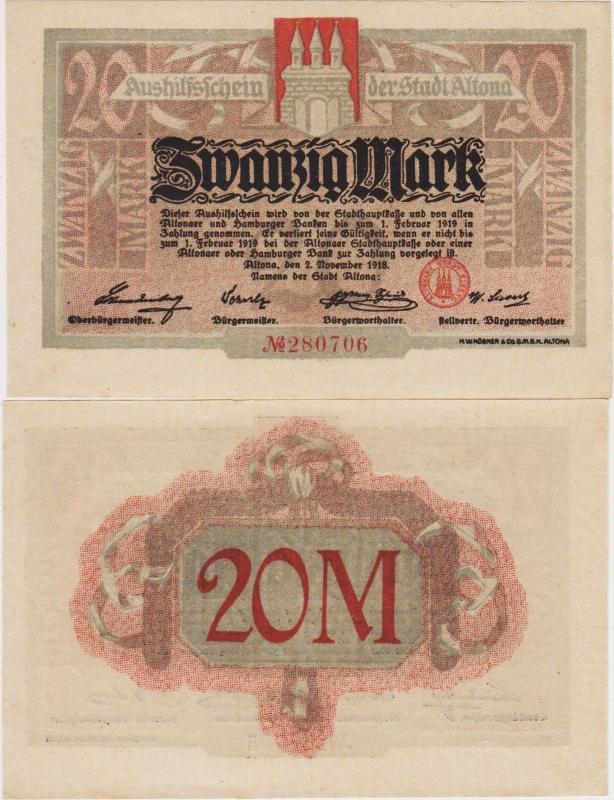 20 Aushilfsschein der Stadt Altona 20
ZWANZIG MARK
MARK ZWANZIG
Zwanzig Mark
Dieser Aushilfsschein wird von der Stadthauptkasse und von allen
Altonaer und Hamburger Banken bis zum 1. Februar 1919 in
Zahlung genommen. Er verliert seine Gültigkeit, wenn er nicht bis
zum 1. Februar 1919 bei der Altonaer Stadthauptkasse oder einer
Altonaer oder Hamburger Bank zur Zahlung vorgelegt ist.
Altona, den 2. November 1918.
Namens der Stadt Altona:
Oberbürgermeister. Bürgermeister. Bürgerworthalter. stellvertr. Bürgerworthalter
№ 280706
H.W.KÖBNER & CO. G.M.B.H. ALTONA
20M